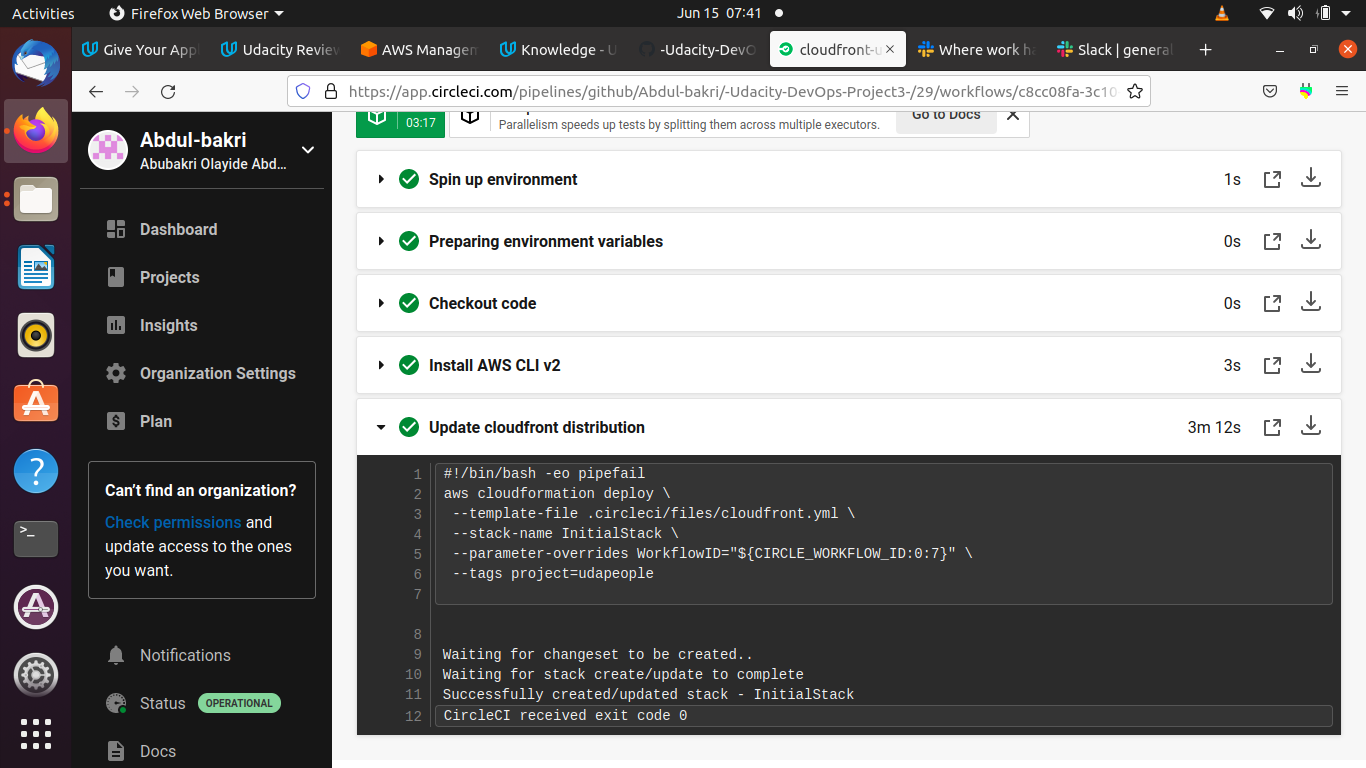 Activities
Firefox Web Browser
Jun 15 07:41
Give Your Appl
Udacity Review
AWS Managem
Knowledge - U
-Udacity-DevO
cloudfront-u
Where work ha
Slack | general
https://app.circleci.com/pipelines/github/Abdul-bakri/-Udacity-DevOps-Project3-/29/workflows/c8cc08fa-3c10
Abdul-bakri
Abubakri Olayide Abd...
Dashboard
Projects
Insights
Organization Settings
Plan
Can't find an organization?
Check permissions and
update access to the ones
you want.
Notifications
Status OPERATIONAL
Docs
03:17
Parallelism speeds up tests by splitting them across multiple executors.
Go to Docs
Spin up environment 1s
Preparing environment variables 0s
Checkout code 0s
Install AWS CLI v2 3s
Update cloudfront distribution 3m 12s
1 #!/bin/bash -eo pipefail
2 aws cloudformation deploy \
3 --template-file .circleci/files/cloudfront.yml \
4 --stack-name InitialStack \
5 --parameter-overrides WorkflowID="${CIRCLE_WORKFLOW_ID:0:7}" \
6 --tags project=udapeople
7
8
9 Waiting for changeset to be created..
10 Waiting for stack create/update to complete
11 Successfully created/updated stack - InitialStack
12 CircleCI received exit code 0